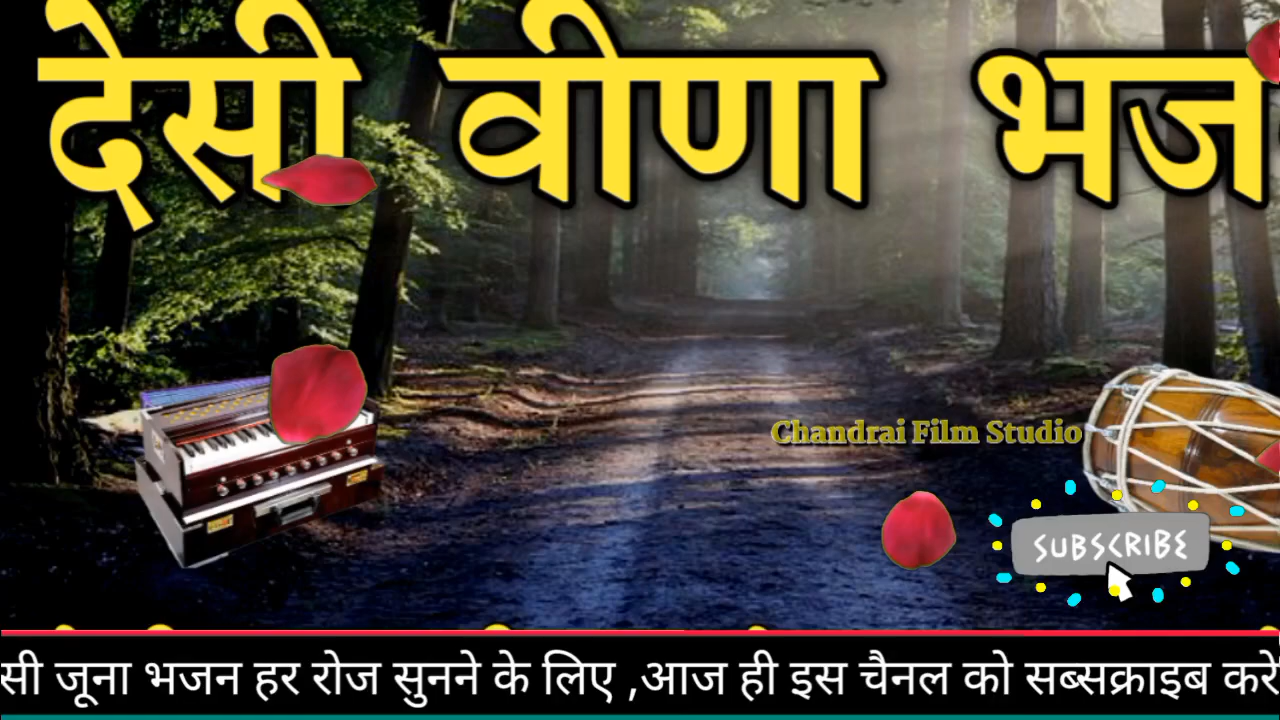 देसी वीणा भज
Chandrai Film Studio
SUBSCRIBE
सी जूना भजन हर रोज सुनने के लिए ,आज ही इस चैनल को सब्सक्राइब करे